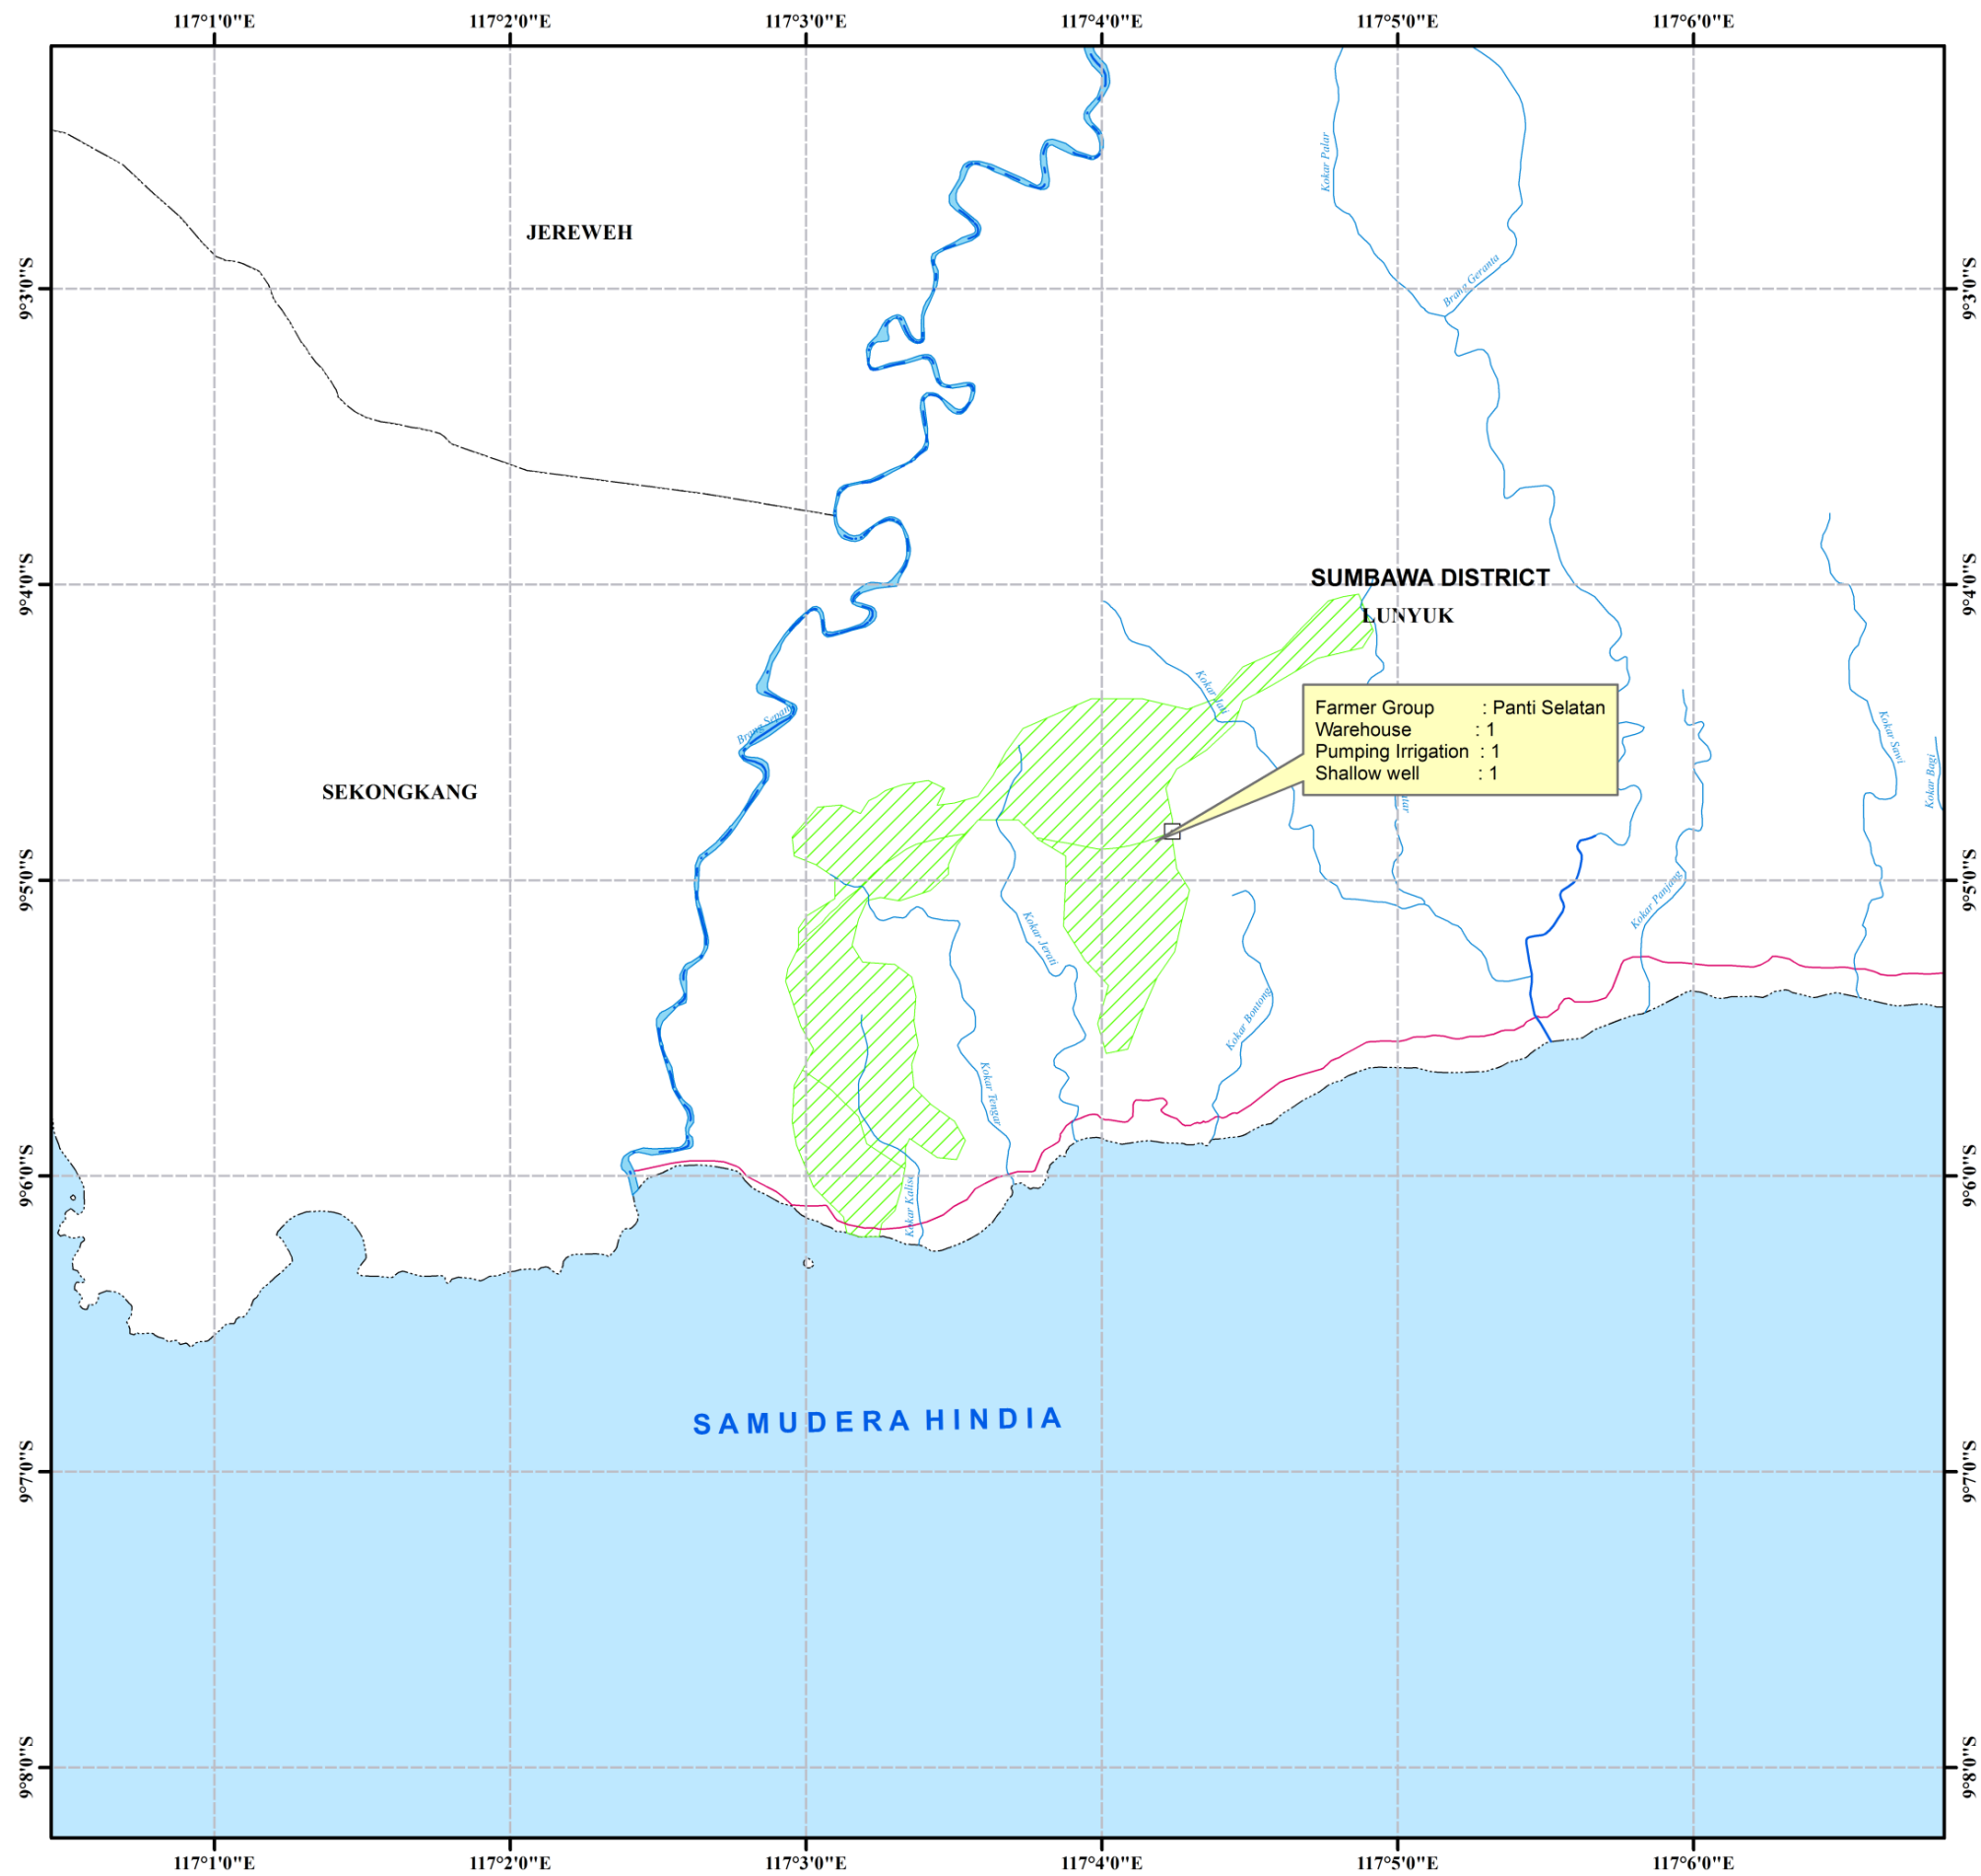 117°1'0"E 117°2'0"E 117°3'0"E 117°4'0"E 117°5'0"E 117°6'0"E
Kokar Palar
JEREWEH
Brang Geranta
9°3'0"S 9°3'0"S
9°4'0"S 9°4'0"S
SUMBAWA DISTRICT
LUNYUK
Kokar Jati
Farmer Group : Panti Selatan
Warehouse : 1
Pumping Irrigation : 1
Shallow well : 1
Brang
Kokar Sawi
Kokar Bagi
SEKONGKANG
9°5'0"S 9°5'0"S
Kokar Panjang
Kokar Jerati
Kokar Bontong
Kokar Tengar
9°6'0"S 9°6'0"S
Kokar
SAMUDERA HINDIA
9°7'0"S 9°7'0"S
9°8'0"S 9°8'0"S
117°1'0"E 117°2'0"E 117°3'0"E 117°4'0"E 117°5'0"E 117°6'0"E